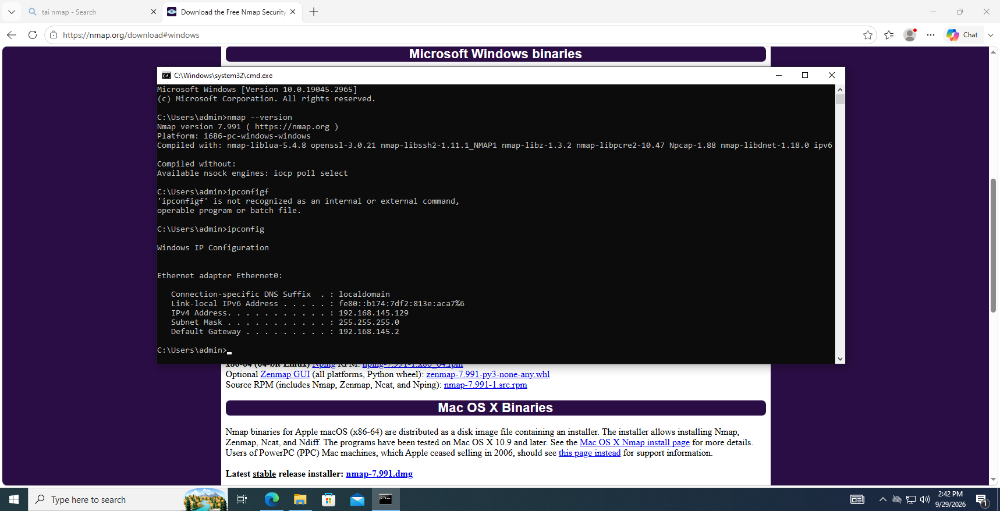 tai nmap - Search
Download the Free Nmap Security
https://nmap.org/download#windows
Chat
Microsoft Windows binaries
C:\Windows\system32\cmd.exe
Microsoft Windows [Version 10.0.19045.2965]
(c) Microsoft Corporation. All rights reserved.
C:\Users\admin>nmap --version
Nmap version 7.991 ( https://nmap.org )
Platform: i686-pc-windows-windows
Compiled with: nmap-liblua-5.4.8 openssl-3.0.21 nmap-libssh2-1.11.1_NMAP1 nmap-libz-1.3.2 nmap-libpcre2-10.47 Npcap-1.88 nmap-libdnet-1.18.0 ipv6
Compiled without:
Available nsock engines: iocp poll select
C:\Users\admin>ipconfigf
'ipconfigf' is not recognized as an internal or external command,
operable program or batch file.
C:\Users\admin>ipconfig
Windows IP Configuration
Ethernet adapter Ethernet0:
Connection-specific DNS Suffix  . : localdomain
Link-local IPv6 Address . . . . . : fe80::b174:7df2:813e:aca7%6
IPv4 Address. . . . . . . . . . . : 192.168.145.129
Subnet Mask . . . . . . . . . . . : 255.255.255.0
Default Gateway . . . . . . . . . : 192.168.145.2
C:\Users\admin>
x86-64 (64-bit Linux) Nping RPM: nping-7.991-1.x86_64.rpm
Optional Zenmap GUI (all platforms, Python wheel): zenmap-7.991-py3-none-any.whl
Source RPM (includes Nmap, Zenmap, Ncat, and Nping): nmap-7.991-1.src.rpm
Mac OS X Binaries
Nmap binaries for Apple macOS (x86-64) are distributed as a disk image file containing an installer. The installer allows installing Nmap,
Zenmap, Ncat, and Ndiff. The programs have been tested on Mac OS X 10.9 and later. See the Mac OS X Nmap install page for more details.
Users of PowerPC (PPC) Mac machines, which Apple ceased selling in 2006, should see this page instead for support information.
Latest stable release installer: nmap-7.991.dmg
Type here to search
2:42 PM
9/29/2026
1